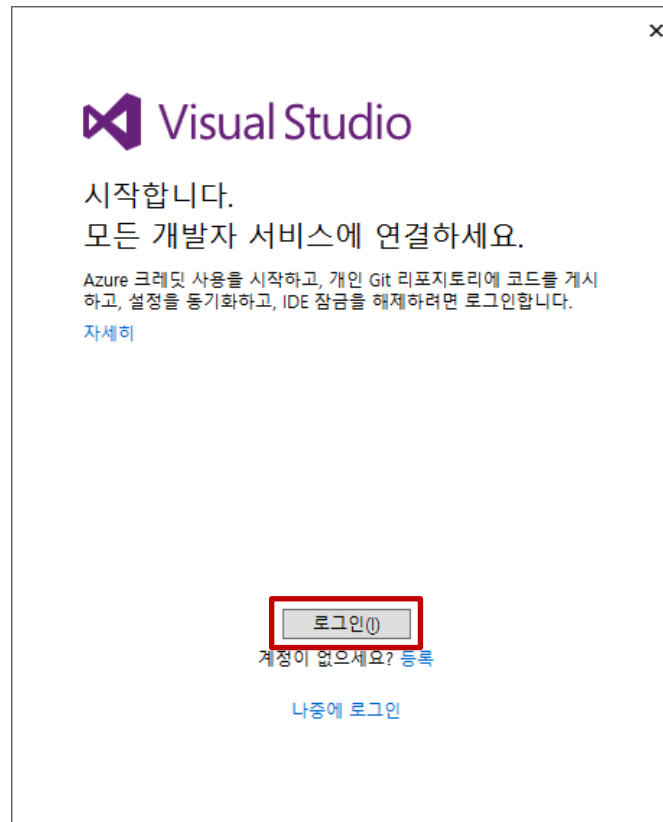 Visual Studio
시작합니다.
모든 개발자 서비스에 연결하세요.
Azure 크레딧 사용을 시작하고, 개인 Git 리포지토리에 코드를 게시
하고, 설정을 동기화하고, IDE 잠금을 해제하려면 로그인합니다.
자세히
로그인(I)
계정이 없으세요? 등록
나중에 로그인